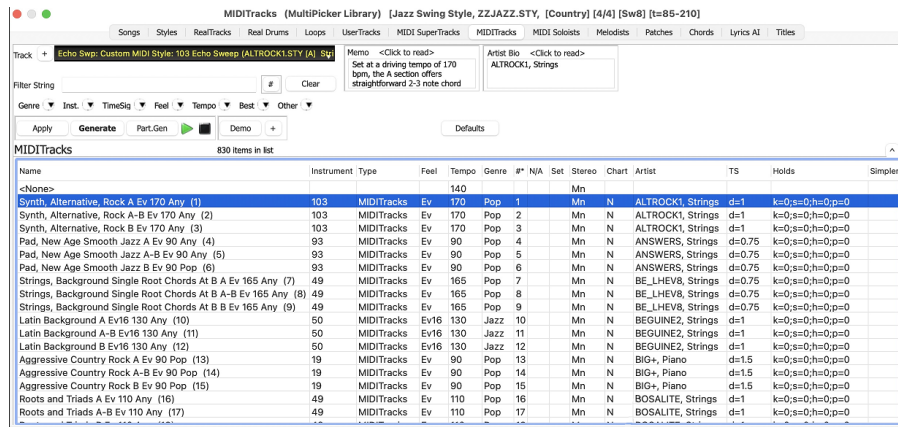 MIDITracks (MultiPicker Library) [Jazz Swing Style, ZZJAZZ.STY, [Country] [4/4] [Sw8] [t=85-210]
Songs Styles RealTracks Real Drums Loops UserTracks MIDI SuperTracks MIDITracks MIDI Soloists Melodists Patches Chords Lyrics AI Titles
Track + Echo Swp: Custom MIDI Style: 103 Echo Sweep (ALTROCK1.STY [A] Stri
Memo <Click to read>
Set at a driving tempo of 170
bpm, the A section offers
straightforward 2-3 note chord
Artist Bio <Click to read>
ALTROCK1, Strings
Filter String # Clear
Genre Inst. TimeSig Feel Tempo Best Other
Apply Generate Part.Gen Demo + Defaults
MIDITracks 830 items in list
Name Instrument Type Feel Tempo Genre #* N/A Set Stereo Chart Artist TS Holds Simpler
<None> 140 Mn
Synth, Alternative, Rock A Ev 170 Any (1) 103 MIDITracks Ev 170 Pop 1 Mn N ALTROCK1, Strings d=1 k=0;s=0;h=0;p=0
Synth, Alternative, Rock A-B Ev 170 Any (2) 103 MIDITracks Ev 170 Pop 2 Mn N ALTROCK1, Strings d=1 k=0;s=0;h=0;p=0
Synth, Alternative, Rock B Ev 170 Any (3) 103 MIDITracks Ev 170 Pop 3 Mn N ALTROCK1, Strings d=1 k=0;s=0;h=0;p=0
Pad, New Age Smooth Jazz A Ev 90 Any (4) 93 MIDITracks Ev 90 Pop 4 Mn N ANSWERS, Strings d=0.75 k=0;s=0;h=0;p=0
Pad, New Age Smooth Jazz A-B Ev 90 Any (5) 93 MIDITracks Ev 90 Pop 5 Mn N ANSWERS, Strings d=0.75 k=0;s=0;h=0;p=0
Pad, New Age Smooth Jazz B Ev 90 Pop (6) 93 MIDITracks Ev 90 Pop 6 Mn N ANSWERS, Strings d=0.75 k=0;s=0;h=0;p=0
Strings, Background Single Root Chords At B A Ev 165 Any (7) 49 MIDITracks Ev 165 Pop 7 Mn N BE_LHEV8, Strings d=0.75 k=0;s=0;h=0;p=0
Strings, Background Single Root Chords At B A-B Ev 165 Any (8) 49 MIDITracks Ev 165 Pop 8 Mn N BE_LHEV8, Strings d=0.75 k=0;s=0;h=0;p=0
Strings, Background Single Root Chords At B B Ev 165 Any (9) 49 MIDITracks Ev 165 Pop 9 Mn N BE_LHEV8, Strings d=0.75 k=0;s=0;h=0;p=0
Latin Background A Ev16 130 Any (10) 50 MIDITracks Ev16 130 Jazz 10 Mn N BEGUINE2, Strings d=1 k=0;s=0;h=0;p=0
Latin Background A-B Ev16 130 Any (11) 50 MIDITracks Ev16 130 Jazz 11 Mn N BEGUINE2, Strings d=1 k=0;s=0;h=0;p=0
Latin Background B Ev16 130 Any (12) 50 MIDITracks Ev16 130 Jazz 12 Mn N BEGUINE2, Strings d=1 k=0;s=0;h=0;p=0
Aggressive Country Rock A Ev 90 Pop (13) 19 MIDITracks Ev 90 Pop 13 Mn N BIG+, Piano d=1.5 k=0;s=0;h=0;p=0
Aggressive Country Rock A-B Ev 90 Pop (14) 19 MIDITracks Ev 90 Pop 14 Mn N BIG+, Piano d=1.5 k=0;s=0;h=0;p=0
Aggressive Country Rock B Ev 90 Pop (15) 19 MIDITracks Ev 90 Pop 15 Mn N BIG+, Piano d=1.5 k=0;s=0;h=0;p=0
Roots and Triads A Ev 110 Any (16) 49 MIDITracks Ev 110 Pop 16 Mn N BOSALITE, Strings d=1 k=0;s=0;h=0;p=0
Roots and Triads A-B Ev 110 Any (17) 49 MIDITracks Ev 110 Pop 17 Mn N BOSALITE, Strings d=1 k=0;s=0;h=0;p=0